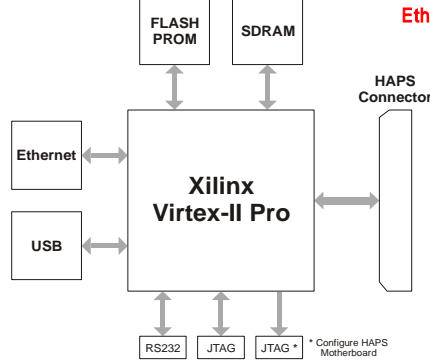 Eth
FLASH
PROM
SDRAM
HAPS
Connector
Ethernet
Xilinx
Virtex-II Pro
USB
RS232
JTAG
JTAG *
* Configure HAPS
Motherboard